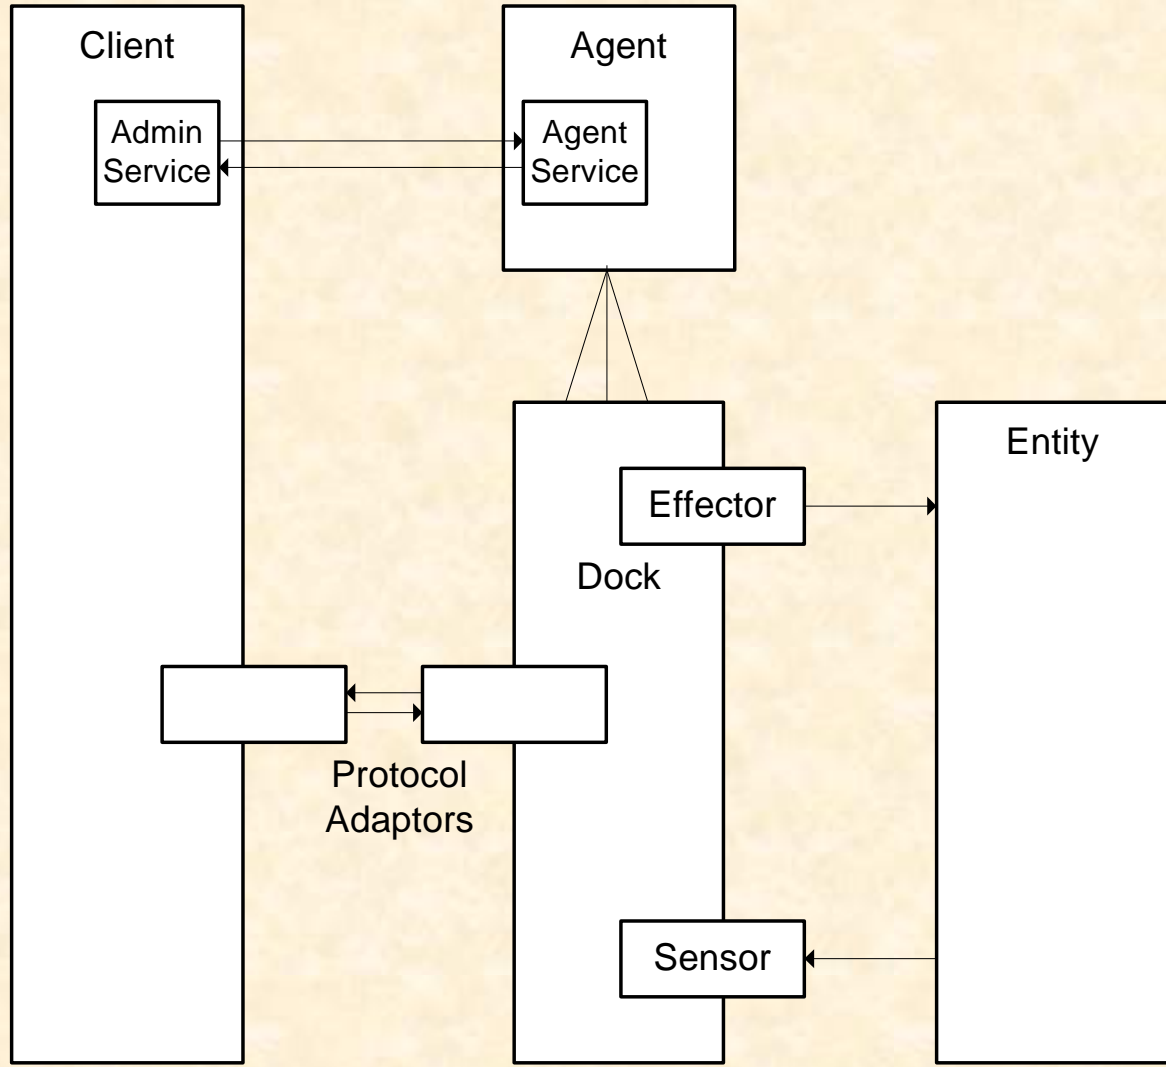 Client
Agent
Admin
Service
Agent
Service
Entity
Effector
Dock
Protocol
Adaptors
Sensor